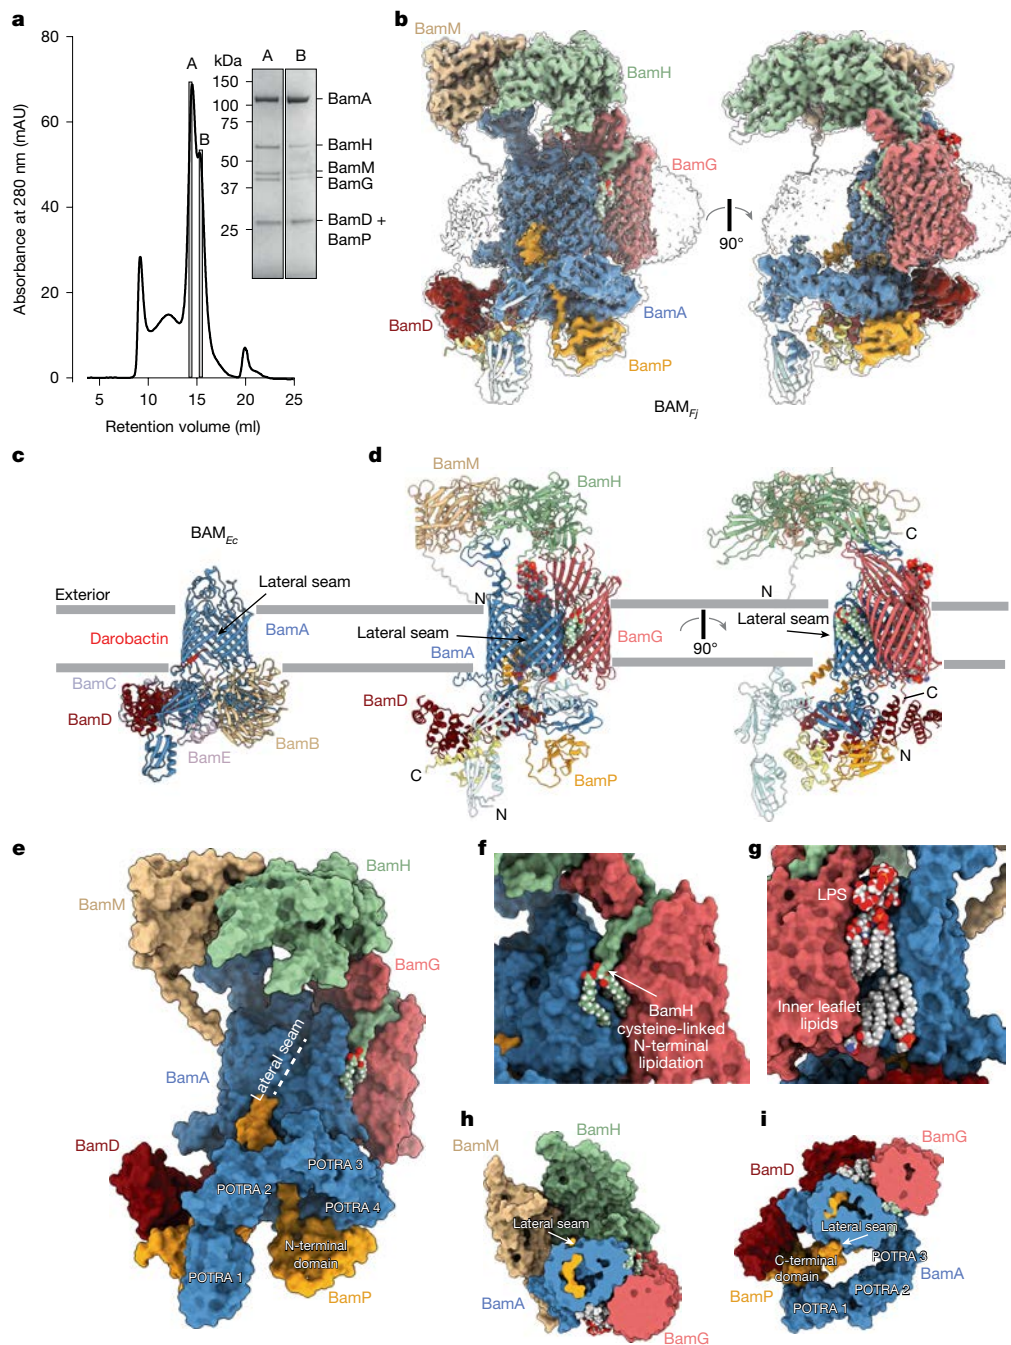 a
80
60
40
20
0
Absorbance at 280 nm (mAU)
5
10
15
20
25
Retention volume (ml)
A
B
kDa
A
B
150
100
75
50
37
25
BamA
BamH
BamM
BamG
BamD +
BamP
b
BamM
BamH
BamG
90°
BamD
BamA
BamP
BAMFj
c
BAMEc
Lateral seam
Exterior
Darobactin
BamA
BamC
BamD
BamE
BamB
d
BamM
BamH
N
Lateral seam
BamA
BamG
BamD
C
BamP
N
90°
C
N
Lateral seam
C
N
e
BamM
BamH
BamG
Lateral seam
BamA
BamD
POTRA 3
POTRA 2
POTRA 4
N-terminal
domain
POTRA 1
BamP
f
BamH
cysteine-linked
N-terminal
lipidation
g
LPS
Inner leaflet
lipids
h
BamH
BamM
Lateral seam
BamA
BamG
i
BamG
BamD
Lateral seam
C-terminal
domain
POTRA 3
BamA
POTRA 2
BamP
POTRA 1